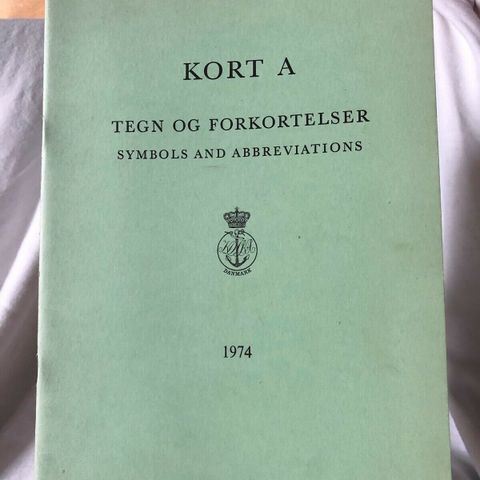 KORT A
TEGN OG FORKORTELSER
SYMBOLS AND ABBREVIATIONS
DANMARK
1974